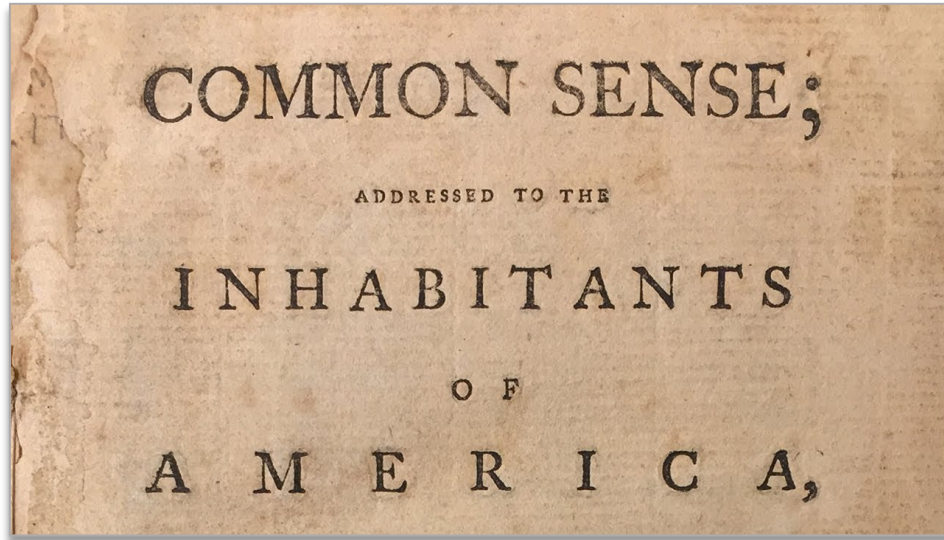 COMMON SENSE;
ADDRESSED TO THE
INHABITANTS
OF
AMERICA,